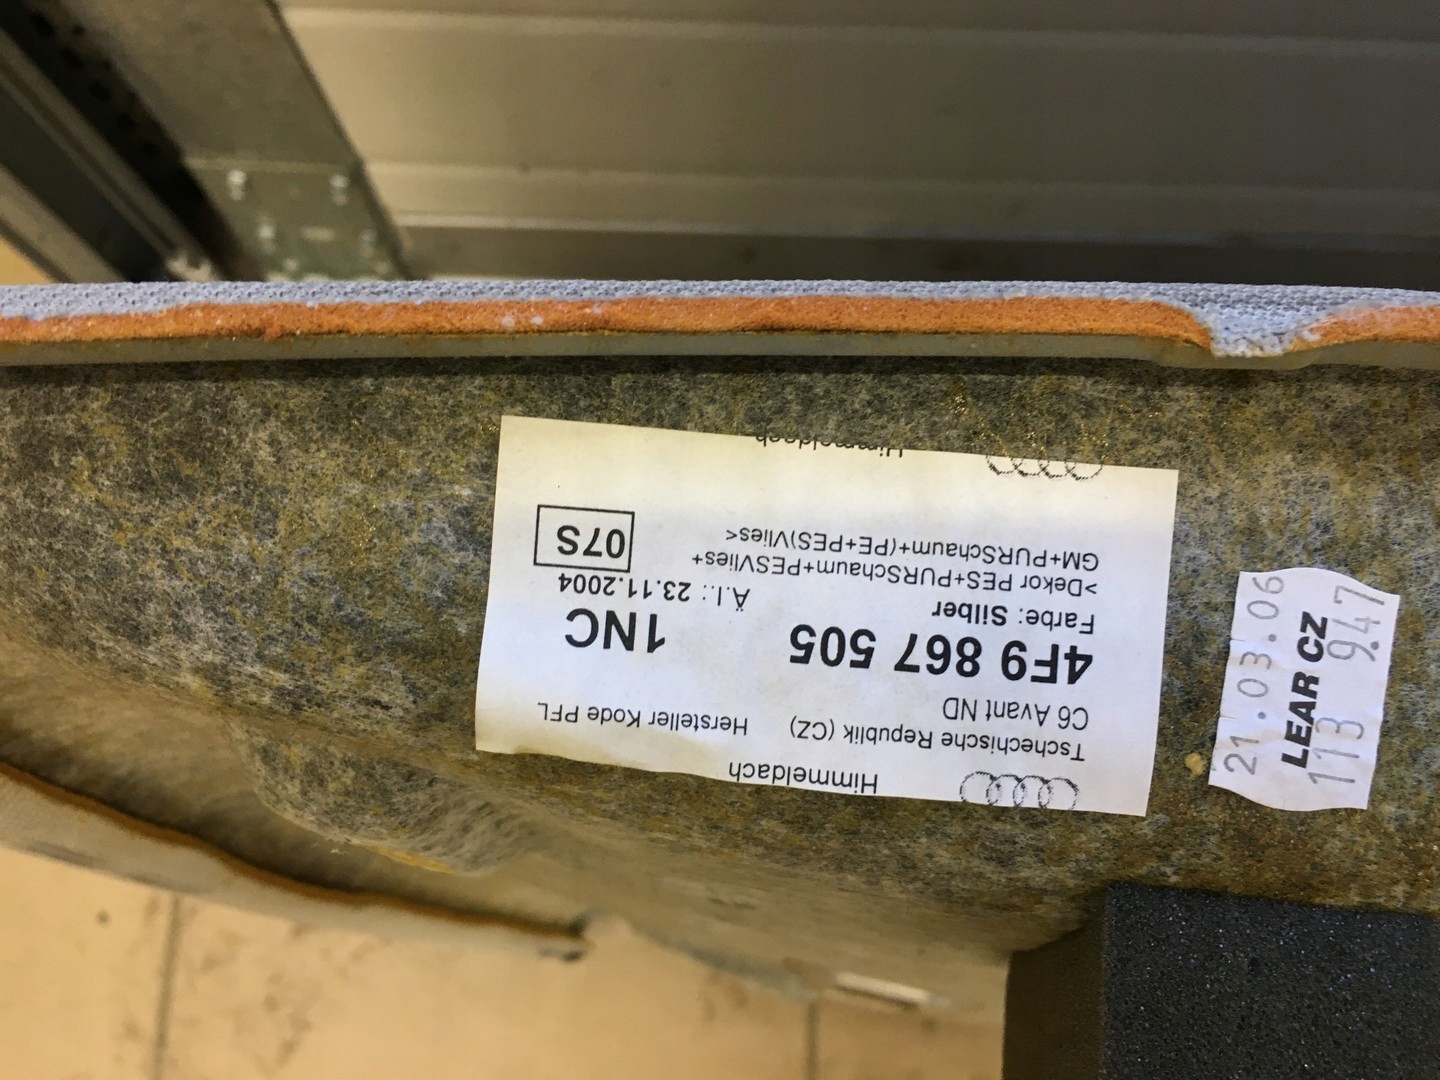 Himmeldach
Tschechische Republik (CZ) Hersteller Kode PFL
C6 Avant ND
4F9 867 505 1NC
Farbe: Silber Ä.I.: 23.11.2004
>Dekor PES+PURSchaum+PESVlies+
GM+PURSchaum+(PE+PES)Vlies< 07S
Himmeldach
21.03.06
LEAR CZ
113 947